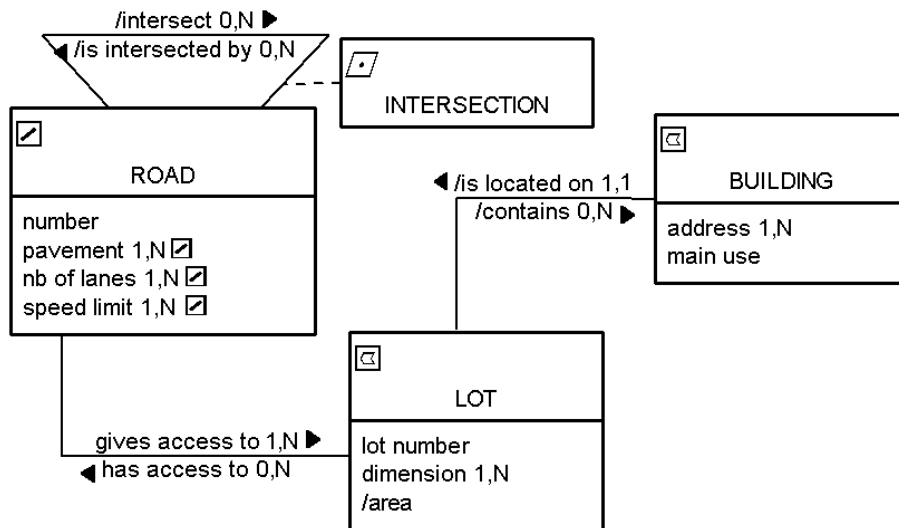 /intersect 0,N
/is intersected by 0,N
INTERSECTION
ROAD
number
pavement 1,N
nb of lanes 1,N
speed limit 1,N
/is located on 1,1
/contains 0,N
BUILDING
address 1,N
main use
gives access to 1,N
has access to 0,N
LOT
lot number
dimension 1,N
/area